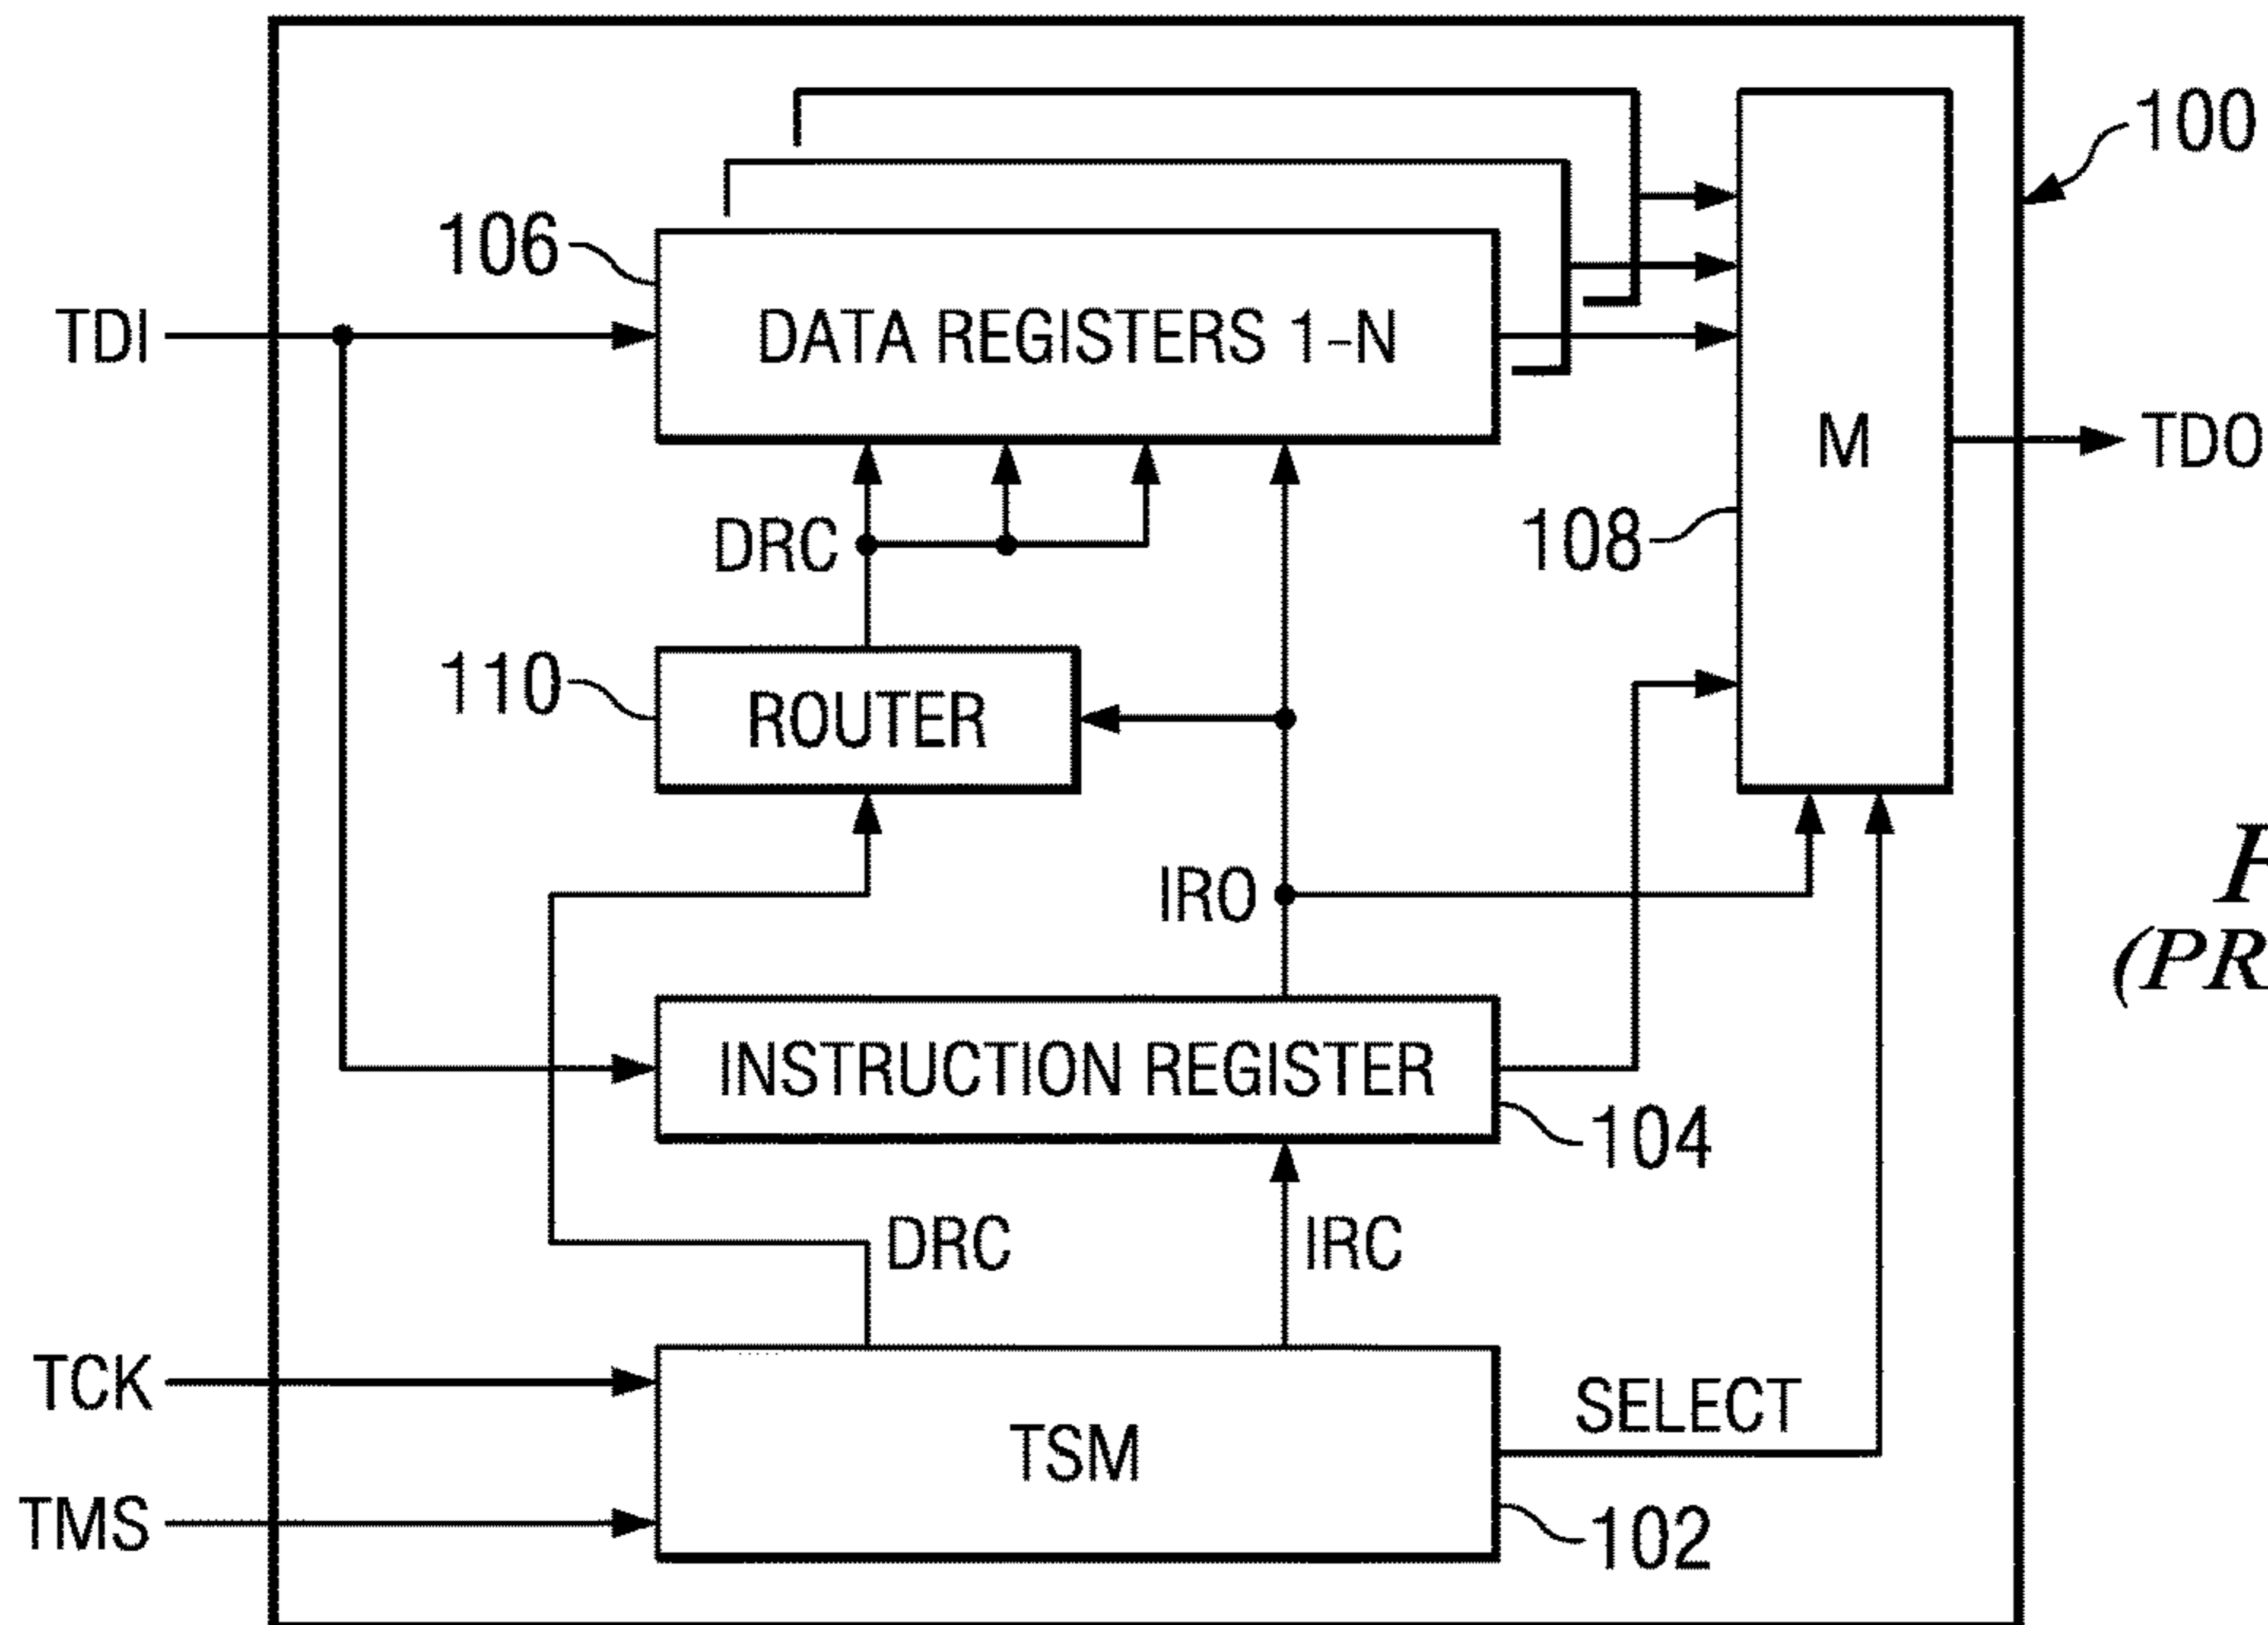 100
106
TDI
DATA REGISTERS 1-N
M
TDO
DRC
108
110
ROUTER
IRO
INSTRUCTION REGISTER
104
DRC
IRC
TCK
SELECT
TSM
TMS
102